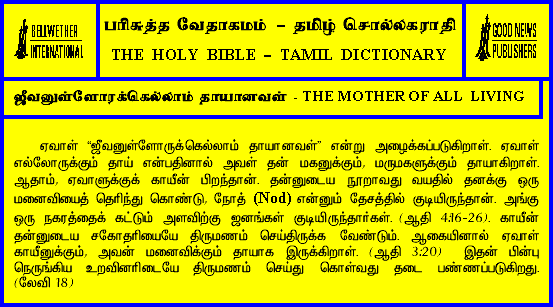 BELLWETHER
INTERNATIONAL
பரிசுத்த வேதாகமம் – தமிழ் சொல்லகராதி
THE HOLY BIBLE – TAMIL DICTIONARY
GOOD NEWS
PUBLISHERS
ஜீவனுள்ளோரக்கெல்லாம் தாயானவள் - THE MOTHER OF ALL LIVING
ஏவாள் “ஜீவனுள்ளோருக்கெல்லாம் தாயானவள்” என்று அழைக்கப்படுகிறாள். ஏவாள்
எல்லோருக்கும் தாய் என்பதினால் அவள் தன் மகனுக்கும், மருமகளுக்கும் தாயாகிறாள்.
ஆதாம், ஏவாளுக்குக் காயீன் பிறந்தான். தன்னுடைய நூறாவது வயதில் தனக்கு ஒரு
மனைவியைத் தெரிந்து கொண்டு, நோத் (Nod) என்னும் தேசத்தில் குடியிருந்தான். அங்கு
ஒரு நகரத்தைக் கட்டும் அளவிற்கு ஜனங்கள் குடியிருந்தார்கள். (ஆதி 4:16-26). காயீன்
தன்னுடைய சகோதரியையே திருமணம் செய்திருக்க வேண்டும். ஆகையினால் ஏவாள்
காயீனுக்கும், அவன் மனைவிக்கும் தாயாக இருக்கிறாள். (ஆதி 3:20) இதன் பின்பு
நெருங்கிய உறவினரிடையே திருமணம் செய்து கொள்வது தடை பண்ணப்படுகிறது.
(லேவி 18)